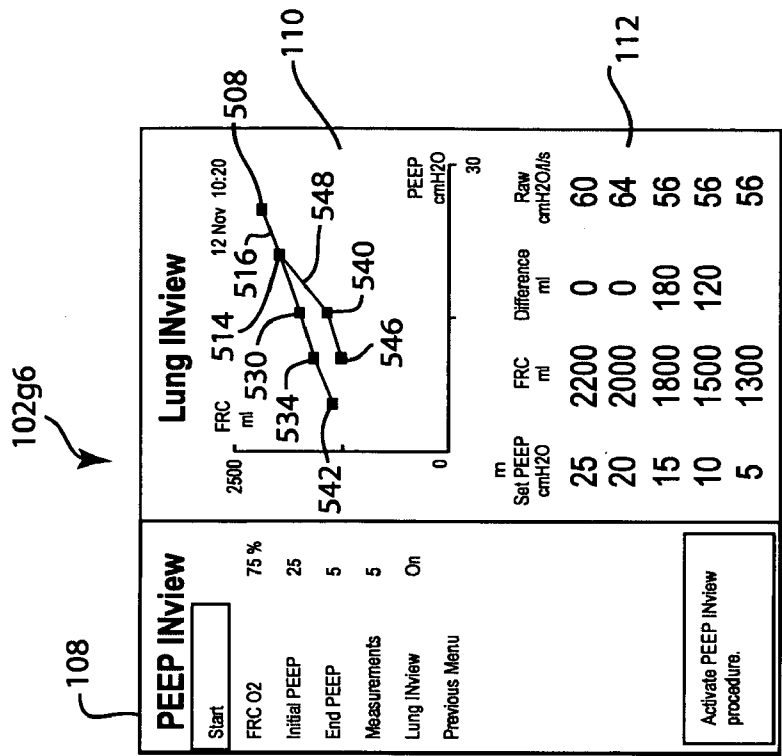 102g6
108
PEEP INview
Start
FRC O2 75 %
Initial PEEP 25
End PEEP 5
Measurements 5
Lung INview On
Previous Menu
Activate PEEP INview
procedure.
Lung INview
12 Nov 10:20
FRC
ml
2500
0
PEEP
cmH2O
30
508
516
514
530
534
542
548
540
546
110
m
Set PEEP FRC Difference Raw
cmH2O ml ml cmH2O/l/s
25 2200 0 60
20 2000 0 64
15 1800 180 56
10 1500 120 56
5 1300 56
112